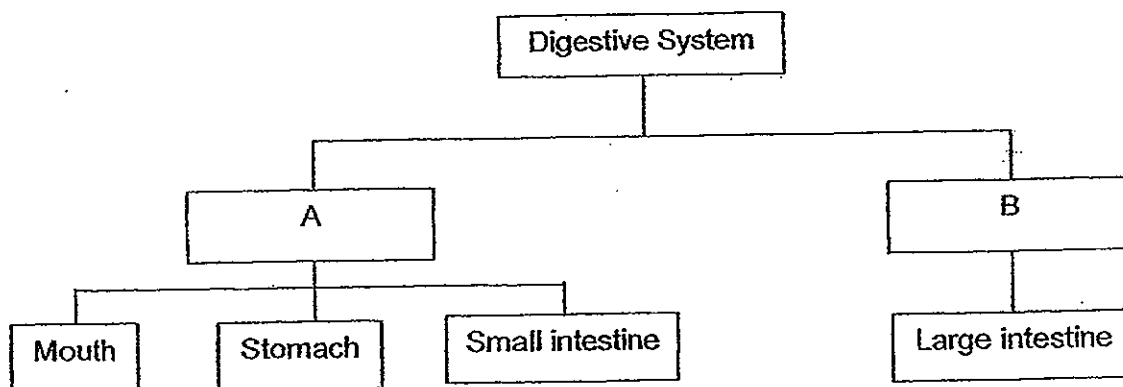 Digestive System
A
B
Mouth
Stomach
Small intestine
Large intestine